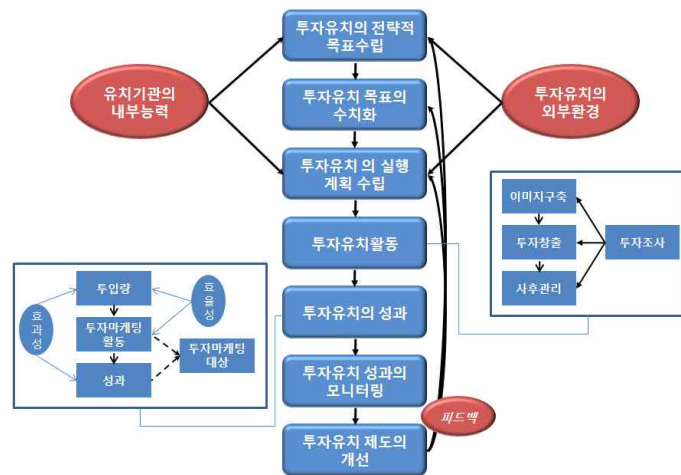 투자유치의 전략적
목표수립
유치기관의
내부능력
투자유치 목표의
수치화
투자유치의
외부환경
투자유치 의 실행
계획 수립
투자유치활동
이미지구축
투자창출
투자조사
사후관리
투입량
효과성
효율성
투자마케팅
활동
투자마케팅
대상
성과
투자유치의 성과
투자유치 성과의
모니터링
피드백
투자유치 제도의
개선